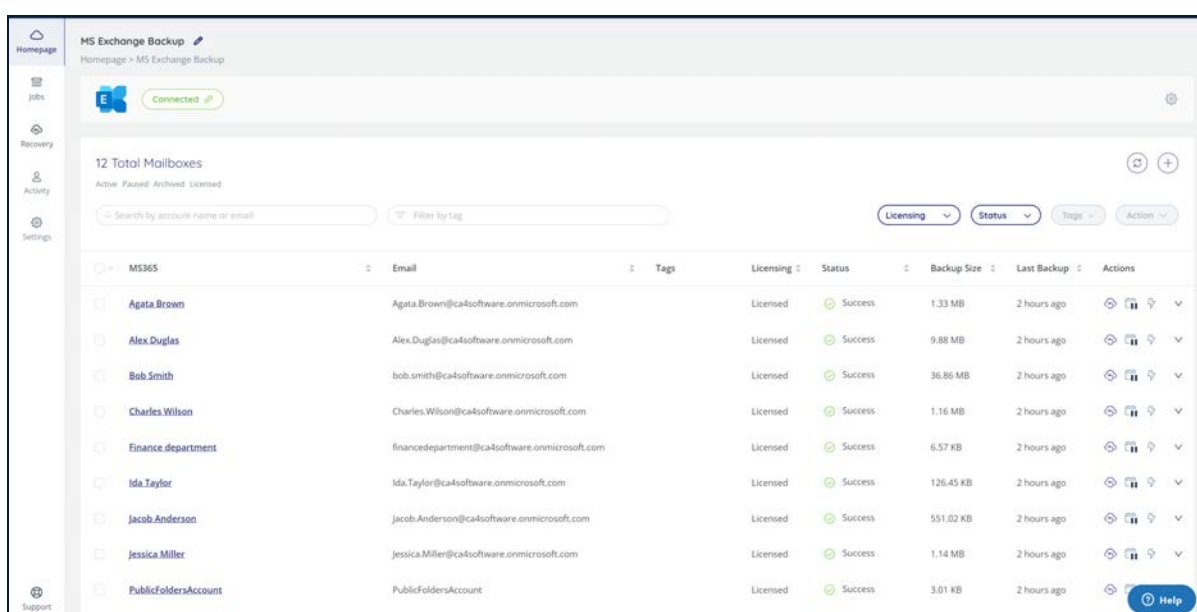 Homepage
Jobs
Recovery
Activity
Settings
Support
MS Exchange Backup
Homepage > MS Exchange Backup
E
Connected
12 Total Mailboxes
Active Paused Archived Licensed
Search by account name or email
Filter by tag
Licensing
Status
Tags
Action
MS365 Email Tags Licensing Status Backup Size Last Backup Actions
Agata Brown Agata.Brown@ca4software.onmicrosoft.com Licensed Success 1.33 MB 2 hours ago
Alex Duglas Alex.Duglas@ca4software.onmicrosoft.com Licensed Success 9.88 MB 2 hours ago
Bob Smith bob.smith@ca4software.onmicrosoft.com Licensed Success 36.86 MB 2 hours ago
Charles Wilson Charles.Wilson@ca4software.onmicrosoft.com Licensed Success 1.16 MB 2 hours ago
Finance department financedepartment@ca4software.onmicrosoft.com Licensed Success 6.57 KB 2 hours ago
Ida Taylor Ida.Taylor@ca4software.onmicrosoft.com Licensed Success 126.45 KB 2 hours ago
Jacob Anderson Jacob.Anderson@ca4software.onmicrosoft.com Licensed Success 551.02 KB 2 hours ago
Jessica Miller Jessica.Miller@ca4software.onmicrosoft.com Licensed Success 1.14 MB 2 hours ago
PublicFoldersAccount PublicFoldersAccount Licensed Success 3.01 KB 2 hours ago
Help